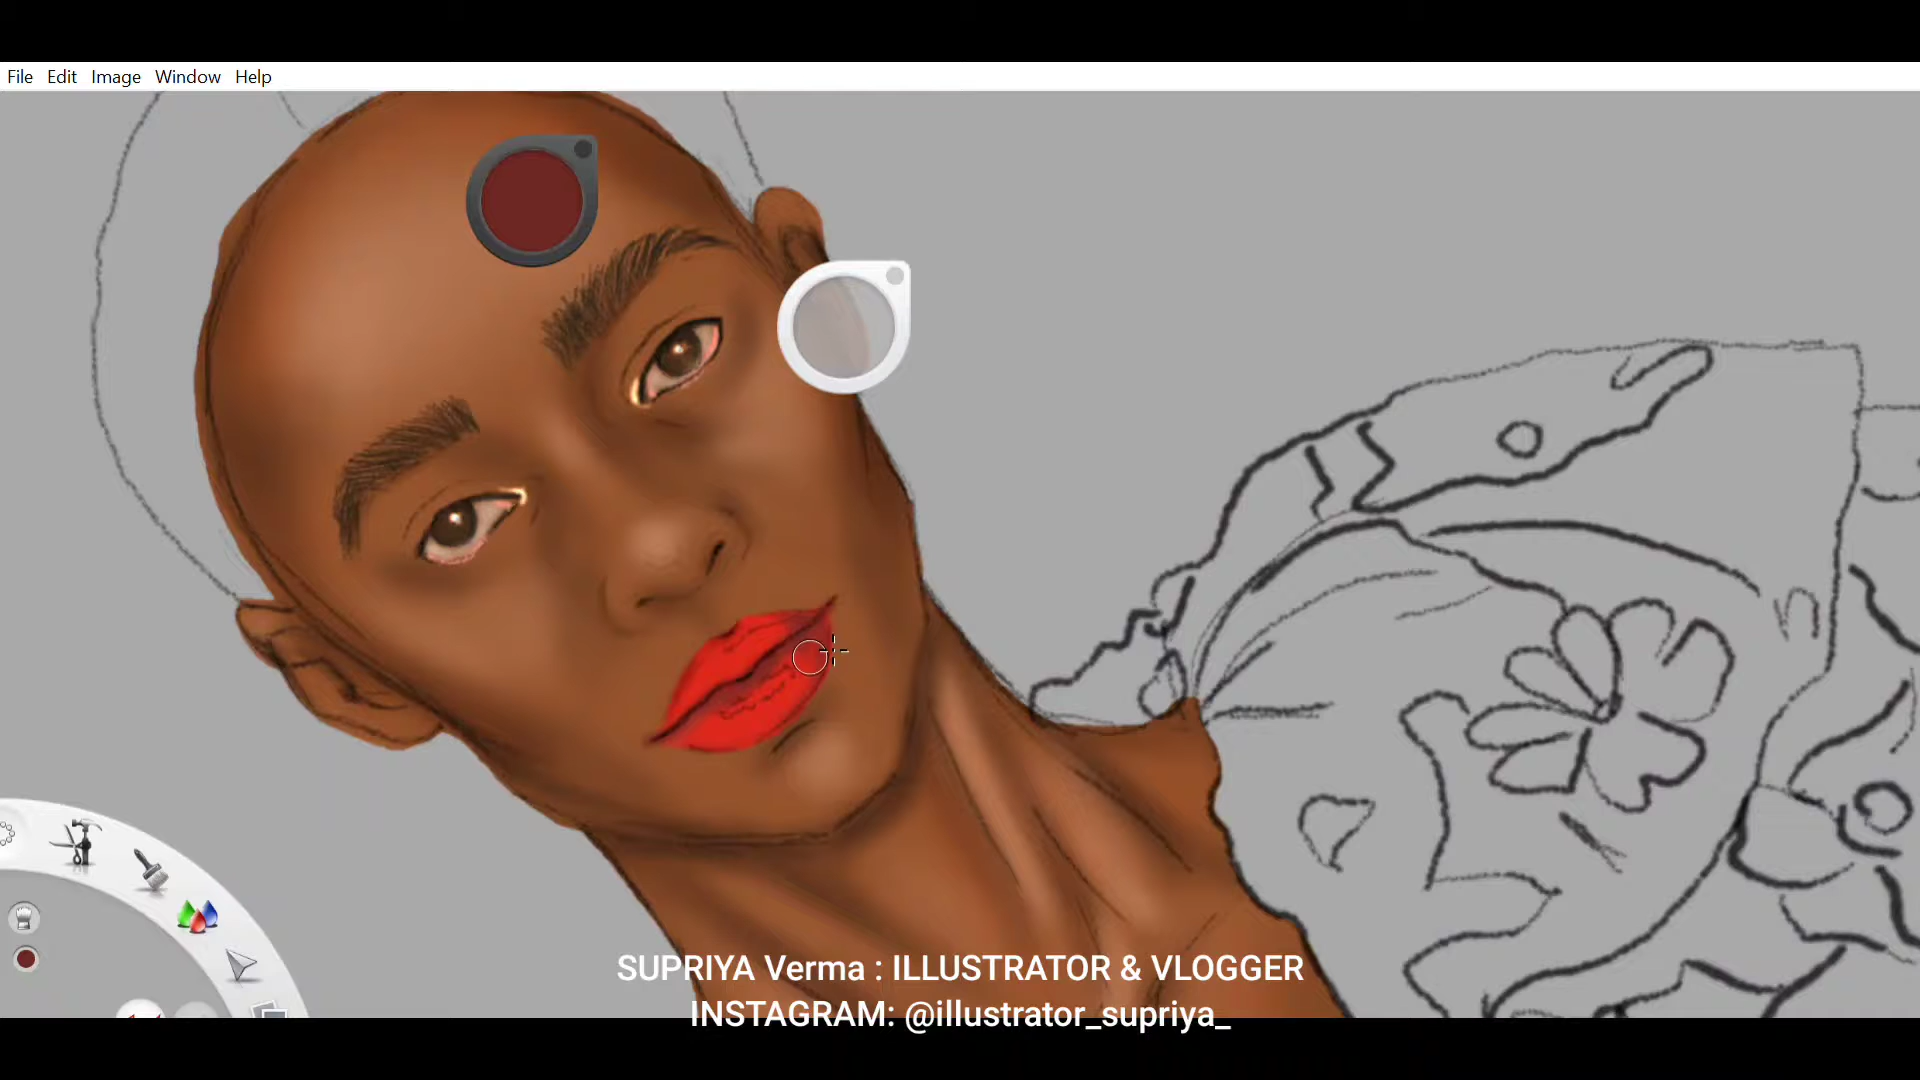 File Edit Image Window Help
SUPRIYA Verma : ILLUSTRATOR & VLOGGER
INSTAGRAM: @illustrator_supriya_